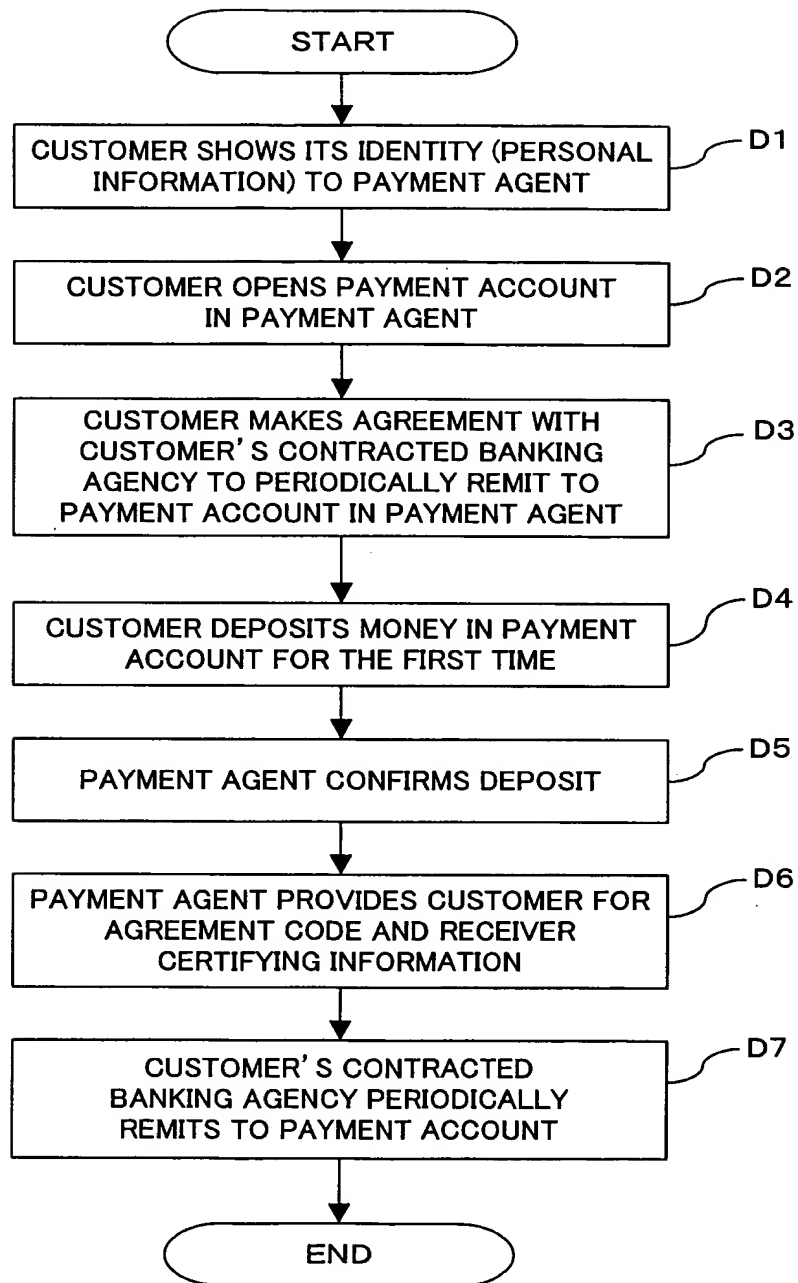 START
CUSTOMER SHOWS ITS IDENTITY (PERSONAL
INFORMATION) TO PAYMENT AGENT
D1
CUSTOMER OPENS PAYMENT ACCOUNT
IN PAYMENT AGENT
D2
CUSTOMER MAKES AGREEMENT WITH
CUSTOMER'S CONTRACTED BANKING
AGENCY TO PERIODICALLY REMIT TO
PAYMENT ACCOUNT IN PAYMENT AGENT
D3
CUSTOMER DEPOSITS MONEY IN PAYMENT
ACCOUNT FOR THE FIRST TIME
D4
PAYMENT AGENT CONFIRMS DEPOSIT
D5
PAYMENT AGENT PROVIDES CUSTOMER FOR
AGREEMENT CODE AND RECEIVER
CERTIFYING INFORMATION
D6
CUSTOMER'S CONTRACTED
BANKING AGENCY PERIODICALLY
REMITS TO PAYMENT ACCOUNT
D7
END